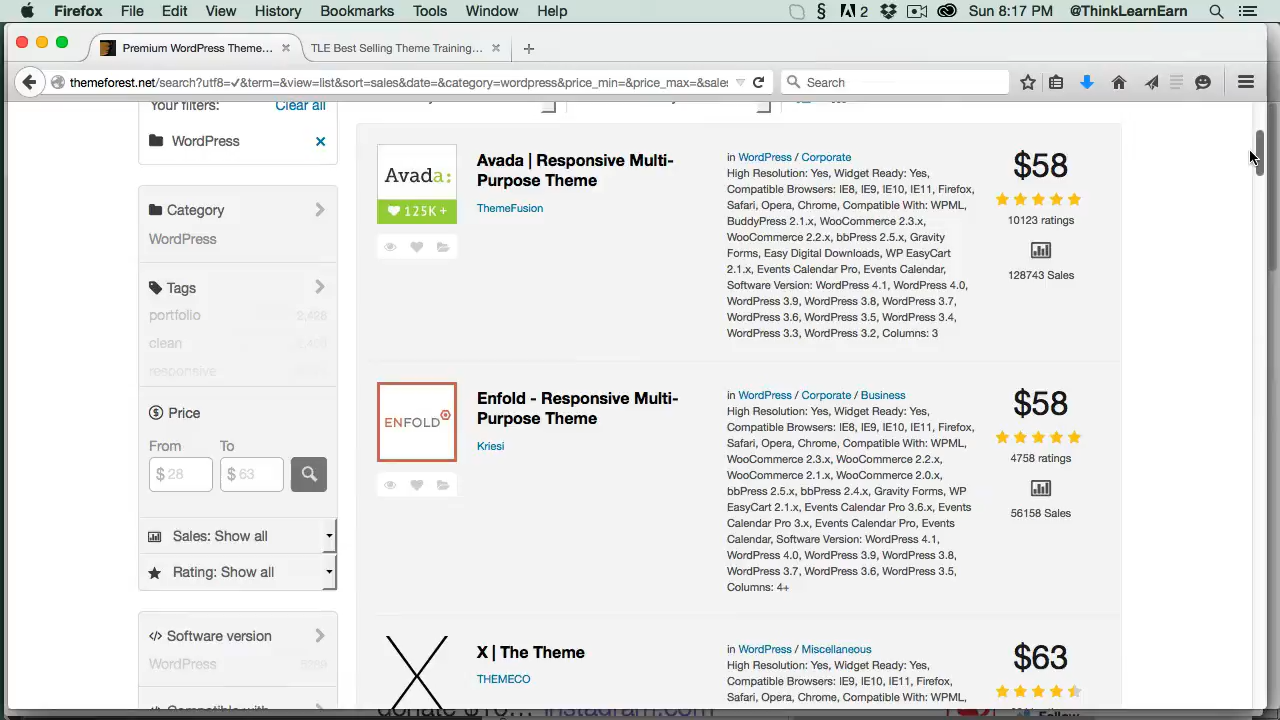 Firefox File Edit View History Bookmarks Tools Window Help
2 Sun 8:17 PM @ThinkLearnEarn
Premium WordPress Theme...
TLE Best Selling Theme Training...
themeforest.net/search?utf8=✓&term=&view=list&sort=sales&date=&category=wordpress&price_min=&price_max=&sale
Search
Your filters: Clear all
WordPress
Category
WordPress
Tags
portfolio 2,428
clean
responsive
Price
From To
$ 28 $ 63
Sales: Show all
Rating: Show all
Software version
WordPress
Avada:
125K+
Avada | Responsive Multi-
Purpose Theme
ThemeFusion
in WordPress / Corporate
High Resolution: Yes, Widget Ready: Yes,
Compatible Browsers: IE8, IE9, IE10, IE11, Firefox,
Safari, Opera, Chrome, Compatible With: WPML,
BuddyPress 2.1.x, WooCommerce 2.3.x,
WooCommerce 2.2.x, bbPress 2.5.x, Gravity
Forms, Easy Digital Downloads, WP EasyCart
2.1.x, Events Calendar Pro, Events Calendar,
Software Version: WordPress 4.1, WordPress 4.0,
WordPress 3.9, WordPress 3.8, WordPress 3.7,
WordPress 3.6, WordPress 3.5, WordPress 3.4,
WordPress 3.3, WordPress 3.2, Columns: 3
$58
10123 ratings
128743 Sales
ENFOLD
Enfold - Responsive Multi-
Purpose Theme
Kriesi
in WordPress / Corporate / Business
High Resolution: Yes, Widget Ready: Yes,
Compatible Browsers: IE8, IE9, IE10, IE11, Firefox,
Safari, Opera, Chrome, Compatible With: WPML,
WooCommerce 2.3.x, WooCommerce 2.2.x,
WooCommerce 2.1.x, WooCommerce 2.0.x,
bbPress 2.5.x, bbPress 2.4.x, Gravity Forms, WP
EasyCart 2.1.x, Events Calendar Pro 3.6.x, Events
Calendar Pro 3.x, Events Calendar Pro, Events
Calendar, Software Version: WordPress 4.1,
WordPress 4.0, WordPress 3.9, WordPress 3.8,
WordPress 3.7, WordPress 3.6, WordPress 3.5,
Columns: 4+
$58
4758 ratings
56158 Sales
X | The Theme
THEMECO
in WordPress / Miscellaneous
High Resolution: Yes, Widget Ready: Yes,
Compatible Browsers: IE9, IE10, IE11, Firefox,
Safari, Opera, Chrome, Compatible With: WPML,
$63